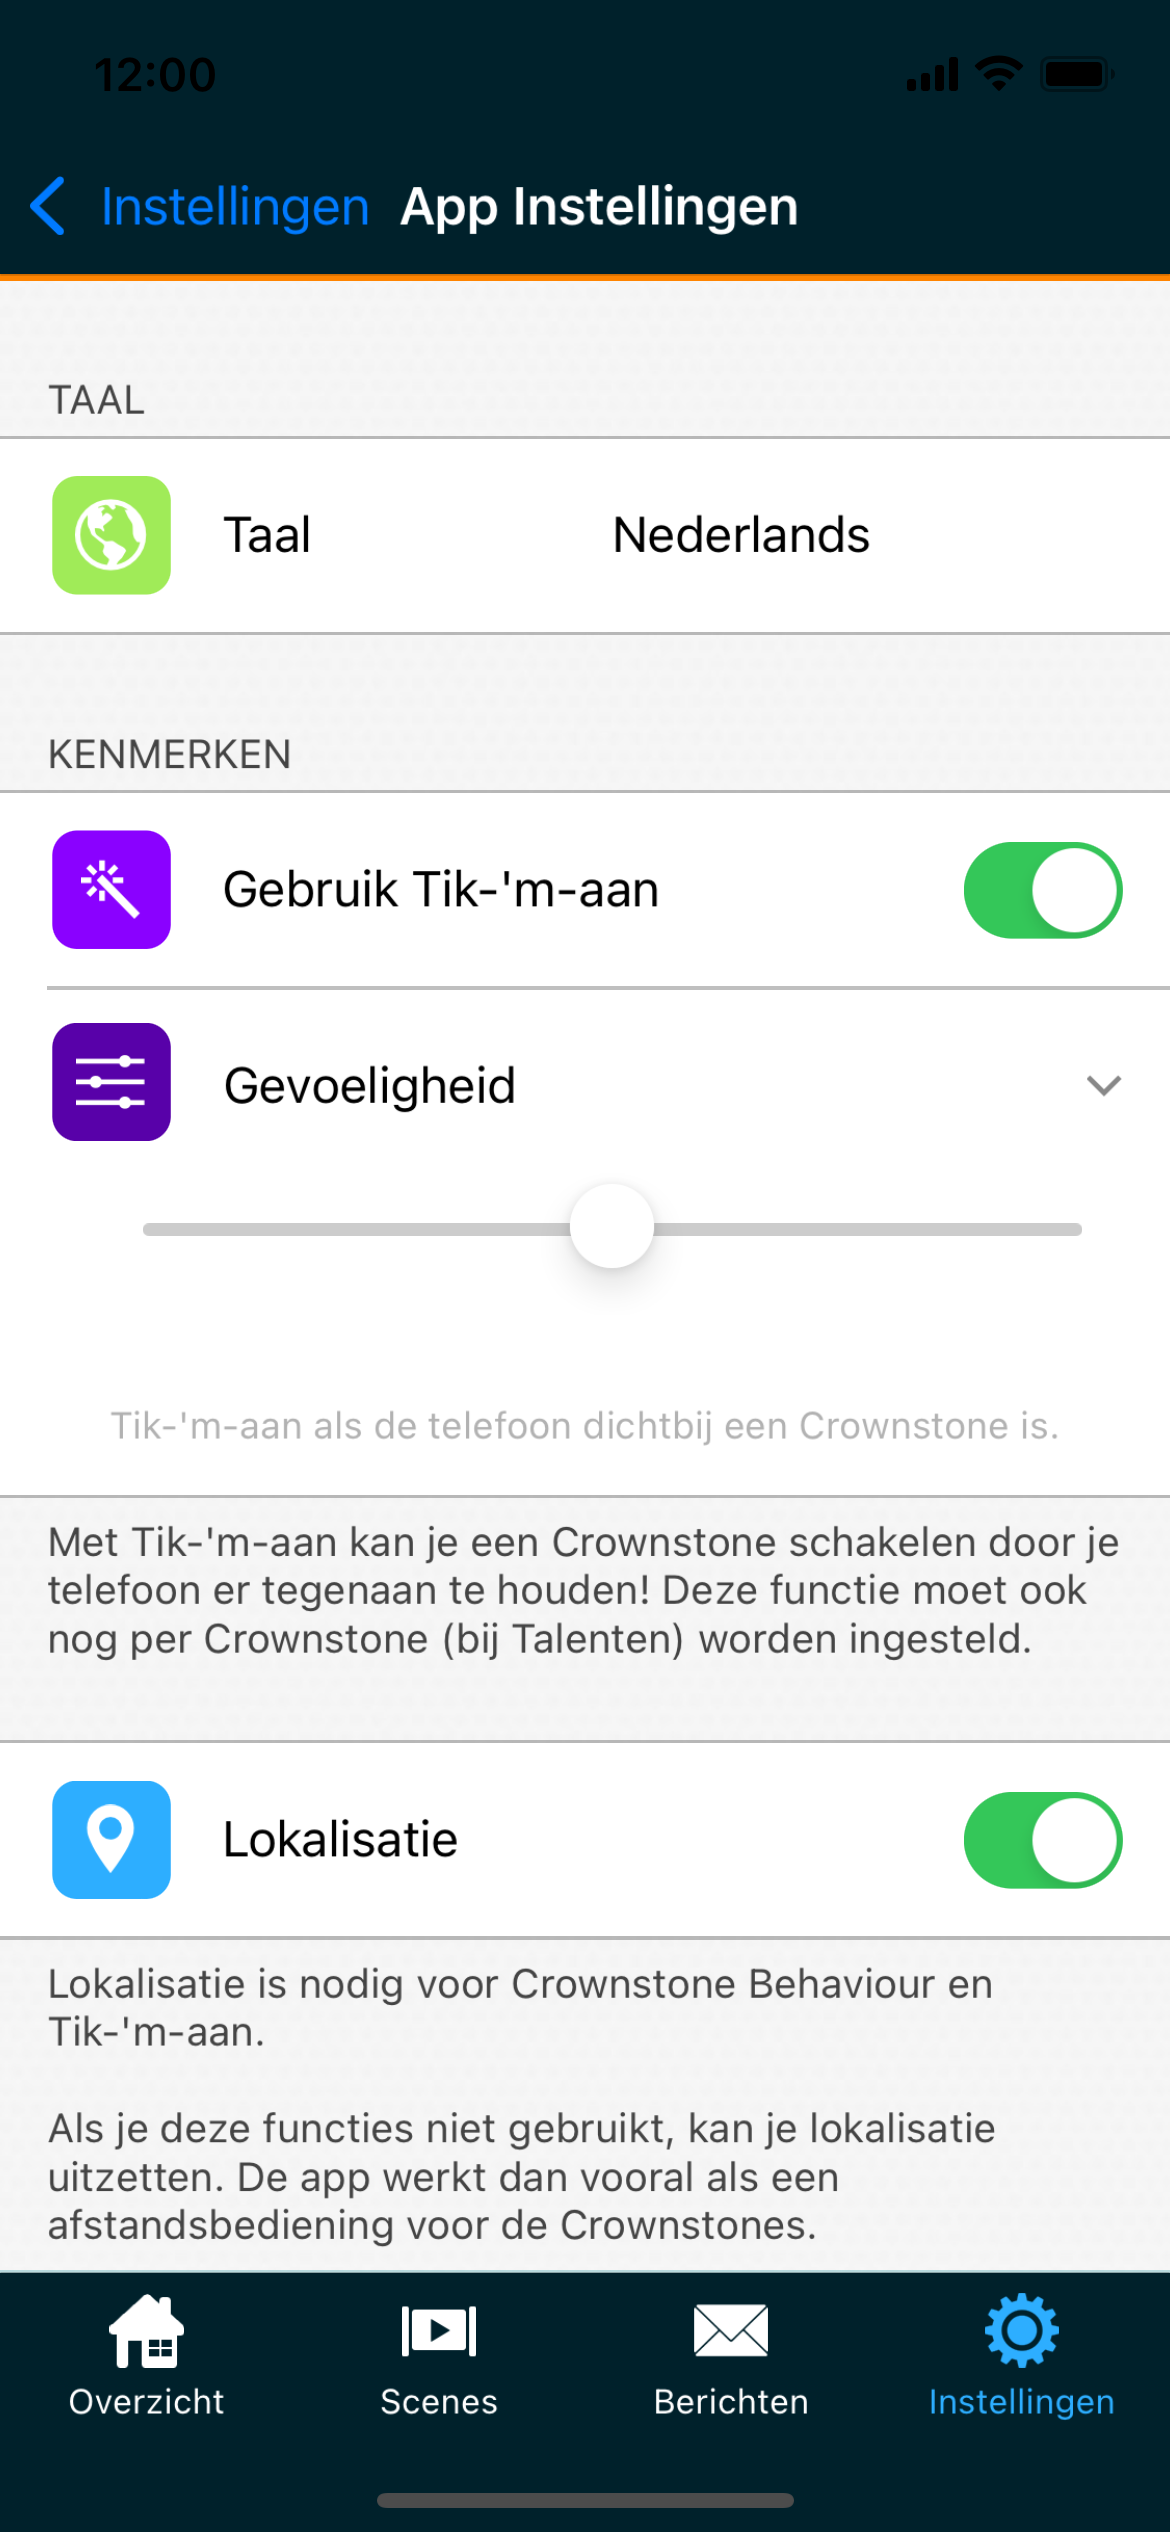 12:00
Instellingen App Instellingen
TAAL
Taal Nederlands
KENMERKEN
Gebruik Tik-'m-aan
Gevoeligheid
Tik-'m-aan als de telefoon dichtbij een Crownstone is.
Met Tik-'m-aan kan je een Crownstone schakelen door je
telefoon er tegenaan te houden! Deze functie moet ook
nog per Crownstone (bij Talenten) worden ingesteld.
Lokalisatie
Lokalisatie is nodig voor Crownstone Behaviour en
Tik-'m-aan.
Als je deze functies niet gebruikt, kan je lokalisatie
uitzetten. De app werkt dan vooral als een
afstandsbediening voor de Crownstones.
Overzicht Scenes Berichten Instellingen